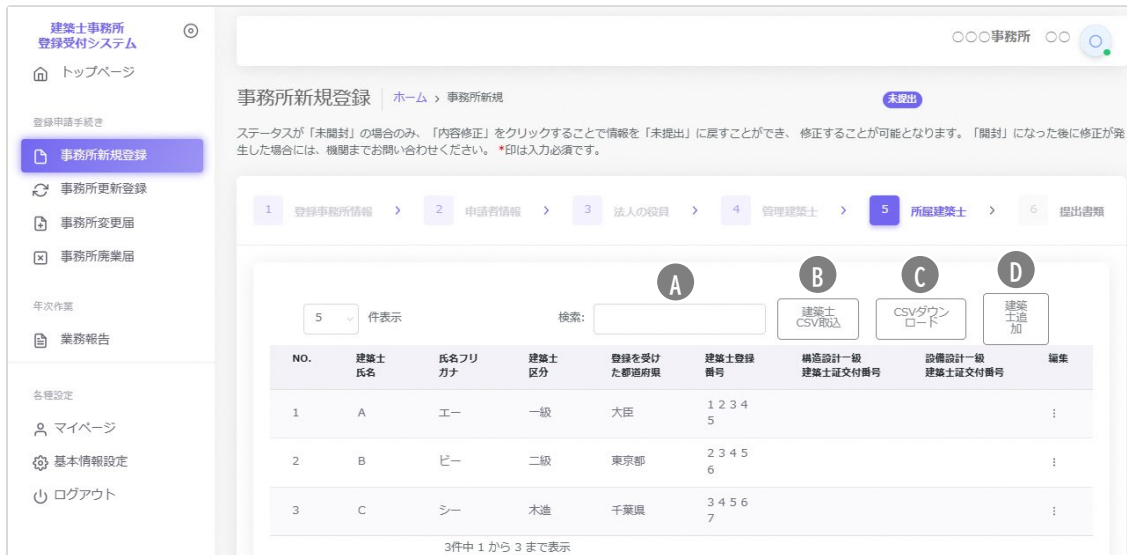 建築士事務所
登録受付システム
トップページ
登録申請手続き
事務所新規登録
事務所更新登録
事務所変更届
事務所廃業届
年次作業
業務報告
各種設定
マイページ
基本情報設定
ログアウト
○○○事務所 ○○ ○
事務所新規登録 ホーム > 事務所新規 未提出
ステータスが「未開封」の場合のみ、「内容修正」をクリックすることで情報を「未提出」に戻すことができ、 修正することが可能となります。「開封」になった後に修正が発
生した場合には、機関までお問い合わせください。 *印は入力必須です。
1 登録事務所情報 > 2 申請者情報 > 3 法人の役員 > 4 管理建築士 > 5 所属建築士 > 6 提出書類
A B C D
5 件表示 検索: 建築士CSV取込 CSVダウンロード 建築士追加
NO. 建築士氏名 氏名フリガナ 建築士区分 登録を受けた都道府県 建築士登録番号 構造設計一級建築士証交付番号 設備設計一級建築士証交付番号 編集
1 A エー 一級 大臣 1 2 3 4 5
2 B ビー 二級 東京都 2 3 4 5 6
3 C シー 木造 千葉県 3 4 5 6 7
3件中 1 から 3 まで表示